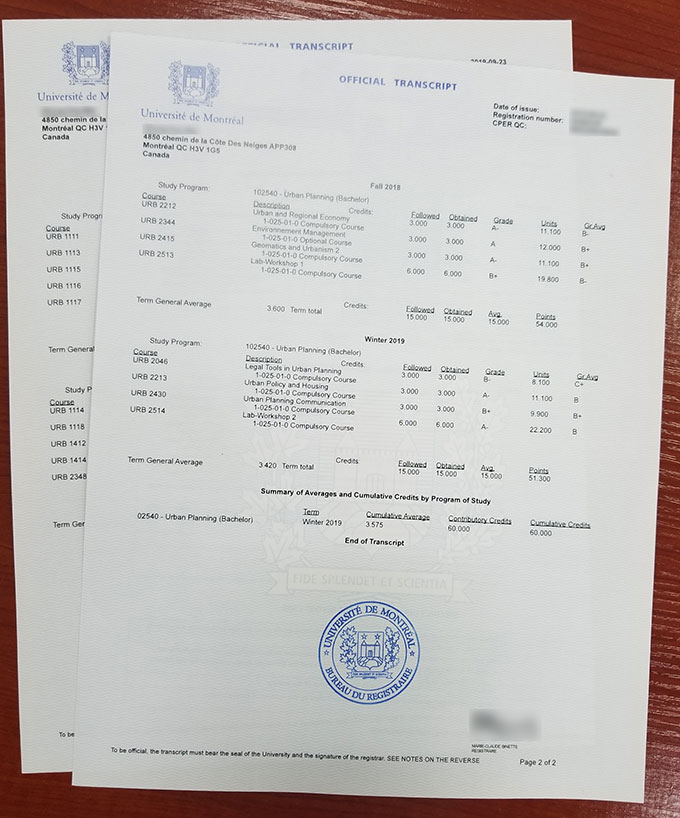 OFFICIAL TRANSCRIPT
2019-09-23
Université de M
4850 chemin de la
Montréal QC H3V
Canada
Study Progr
Course
URB 1111
URB 1113
URB 1115
URB 1116
URB 1117
Term General
Study P
Course
URB 1114
URB 1118
URB 1412
URB 1414
URB 2348
Term Ger
To be
OFFICIAL TRANSCRIPT
Université de Montréal
Date of issue:
Registration number:
CPER QC:
4850 chemin de la Côte Des Neiges APP308
Montréal QC H3V 1G5
Canada
Fall 2018
Study Program: 102540 - Urban Planning (Bachelor)
Course Description Credits: Followed Obtained Grade Units Gr.Avg
URB 2212 Urban and Regional Economy 3.000 3.000 A- 11.100 B-
1-025-01-0 Compulsory Course
URB 2344 Environnement Management 3.000 3.000 A 12.000 B+
1-025-01-0 Optional Course
URB 2415 Geomatics and Urbanism 2 3.000 3.000 A- 11.100 B+
1-025-01-0 Compulsory Course
URB 2513 Lab-Workshop 1 6.000 6.000 B+ 19.800 B-
1-025-01-0 Compulsory Course
Credits: Followed Obtained Avg. Points
Term General Average 3.600 Term total 15.000 15.000 15.000 54.000
Winter 2019
Study Program: 102540 - Urban Planning (Bachelor)
Course Description Credits: Followed Obtained Grade Units Gr.Avg
URB 2046 Legal Tools in Urban Planning 3.000 3.000 B- 8.100 C+
1-025-01-0 Compulsory Course
URB 2213 Urban Policy and Housing 3.000 3.000 A- 11.100 B
1-025-01-0 Compulsory Course
URB 2430 Urban Planning Communication 3.000 3.000 B+ 9.900 B+
1-025-01-0 Compulsory Course
URB 2514 Lab-Workshop 2 6.000 6.000 A- 22.200 B
1-025-01-0 Compulsory Course
Credits: Followed Obtained Avg. Points
Term General Average 3.420 Term total 15.000 15.000 15.000 51.300
Summary of Averages and Cumulative Credits by Program of Study
Term Cumulative Average Contributory Credits Cumulative Credits
02540 - Urban Planning (Bachelor) Winter 2019 3.575 60.000 60.000
End of Transcript
FIDE SPLENDET ET SCIENTIA
UNIVERSITÉ DE MONTRÉAL
BUREAU DU REGISTRAIRE
MARIE-CLAUDE BINETTE
REGISTRAIRE
To be official, the transcript must bear the seal of the University and the signature of the registrar. SEE NOTES ON THE REVERSE
Page 2 of 2